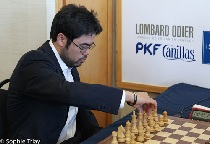 LOMBARD ODIER
PKF Canillas
© Sophie Triay